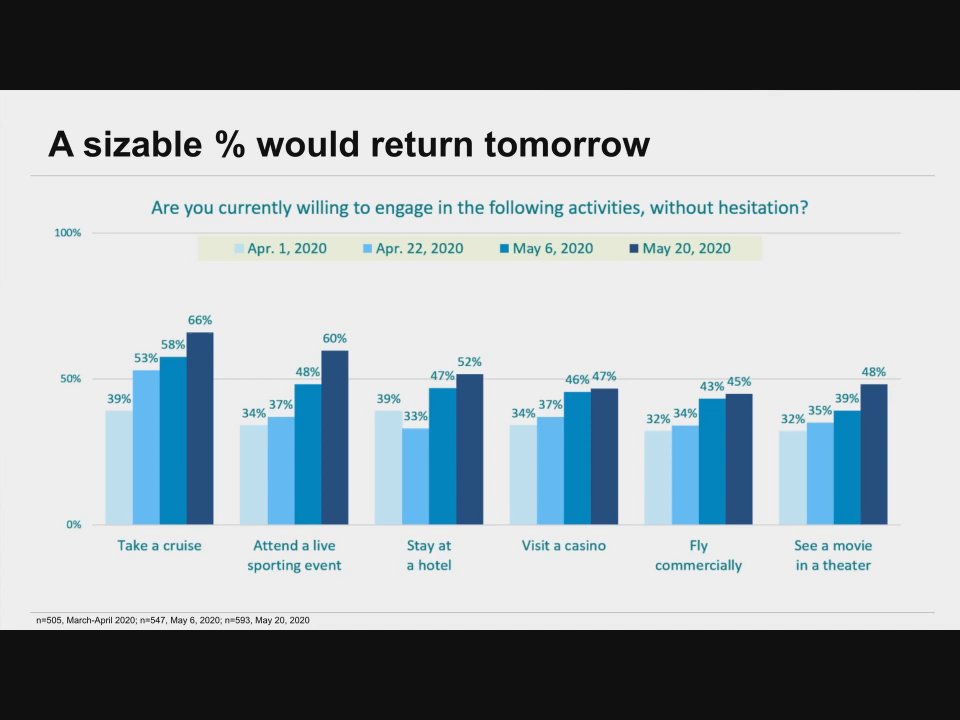 A sizable % would return tomorrow
Are you currently willing to engage in the following activities, without hesitation?
100%
Apr. 1, 2020 Apr. 22, 2020 May 6, 2020 May 20, 2020
50%
0%
39% 53% 58% 66%
34% 37% 48% 60%
39% 33% 47% 52%
34% 37% 46% 47%
32% 34% 43% 45%
32% 35% 39% 48%
Take a cruise
Attend a live
sporting event
Stay at
a hotel
Visit a casino
Fly
commercially
See a movie
in a theater
n=505, March-April 2020; n=547, May 6, 2020; n=593, May 20, 2020